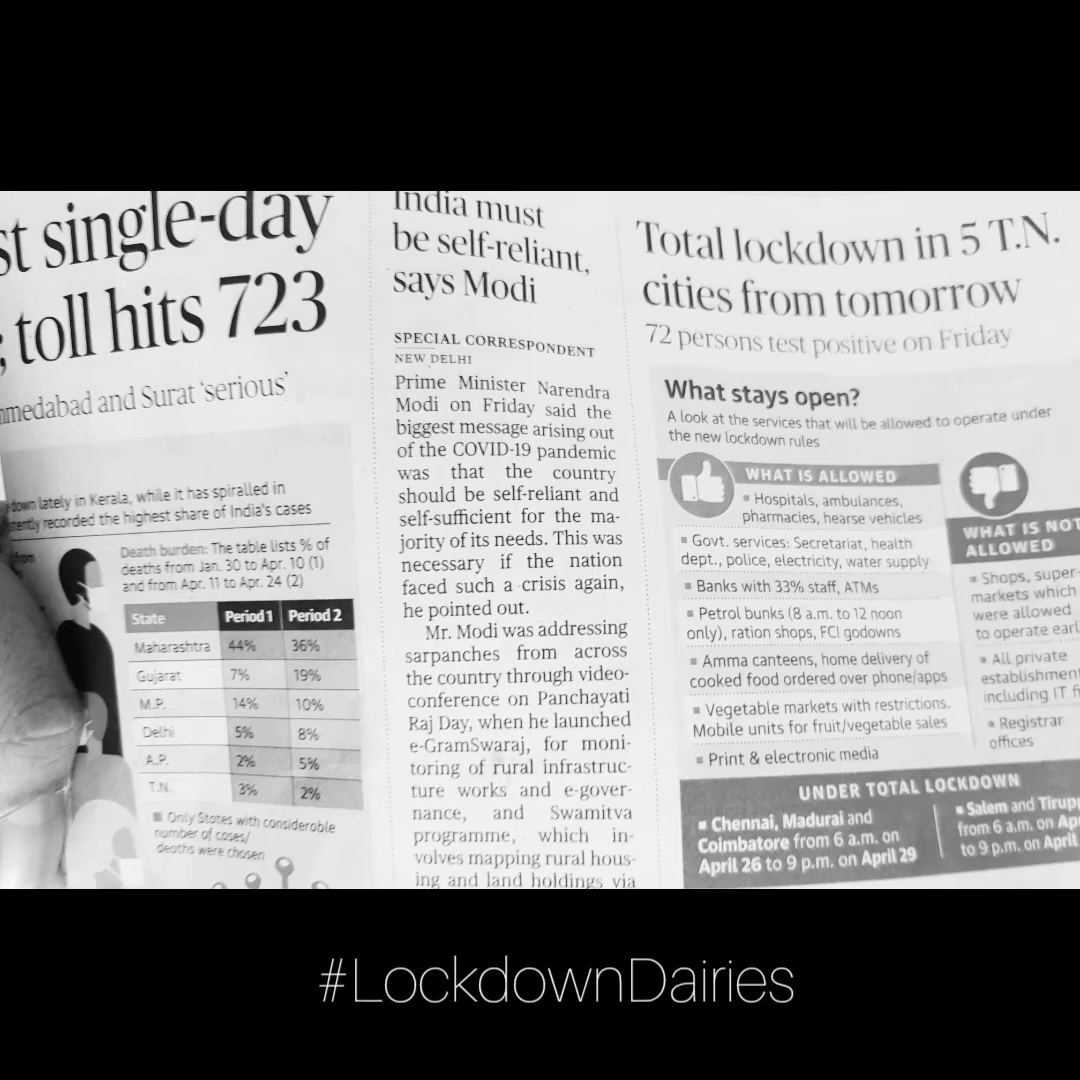 st single-day
toll hits 723
medabad and Surat ‘serious’
down lately in Kerala, while it has spiralled in
recorded the highest share of India's cases
from
Death burden: The table lists % of
deaths from Jan. 30 to Apr. 10 (1)
and from Apr. 11 to Apr. 24 (2)
State Period 1 Period 2
Maharashtra 44% 36%
Gujarat 7% 19%
M.P. 14% 10%
Delhi 5% 8%
A.P. 2% 5%
T.N. 3% 2%
Only States with considerable
number of cases/
deaths were chosen
India must
be self-reliant,
says Modi
SPECIAL CORRESPONDENT
NEW DELHI
Prime Minister Narendra
Modi on Friday said the
biggest message arising out
of the COVID-19 pandemic
was that the country
should be self-reliant and
self-sufficient for the ma-
jority of its needs. This was
necessary if the nation
faced such a crisis again,
he pointed out.
Mr. Modi was addressing
sarpanches from across
the country through video-
conference on Panchayati
Raj Day, when he launched
e-GramSwaraj, for moni-
toring of rural infrastruc-
ture works and e-gover-
nance, and Swamitva
programme, which in-
volves mapping rural hous-
ing and land holdings via
Total lockdown in 5 T.N.
cities from tomorrow
72 persons test positive on Friday
What stays open?
A look at the services that will be allowed to operate under
the new lockdown rules
WHAT IS ALLOWED
Hospitals, ambulances,
pharmacies, hearse vehicles
Govt. services: Secretariat, health
dept., police, electricity, water supply
Banks with 33% staff, ATMs
Petrol bunks (8 a.m. to 12 noon
only), ration shops, FCI godowns
Amma canteens, home delivery of
cooked food ordered over phone/apps
Vegetable markets with restrictions.
Mobile units for fruit/vegetable sales
Print & electronic media
WHAT IS NOT
ALLOWED
Shops, super-
markets which
were allowed
to operate earl
All private
establishmen
including IT fi
Registrar
offices
UNDER TOTAL LOCKDOWN
Chennai, Madurai and
Coimbatore from 6 a.m. on
April 26 to 9 p.m. on April 29
Salem and Tirupp
from 6 a.m. on Ap
to 9 p.m. on April
#LockdownDairies